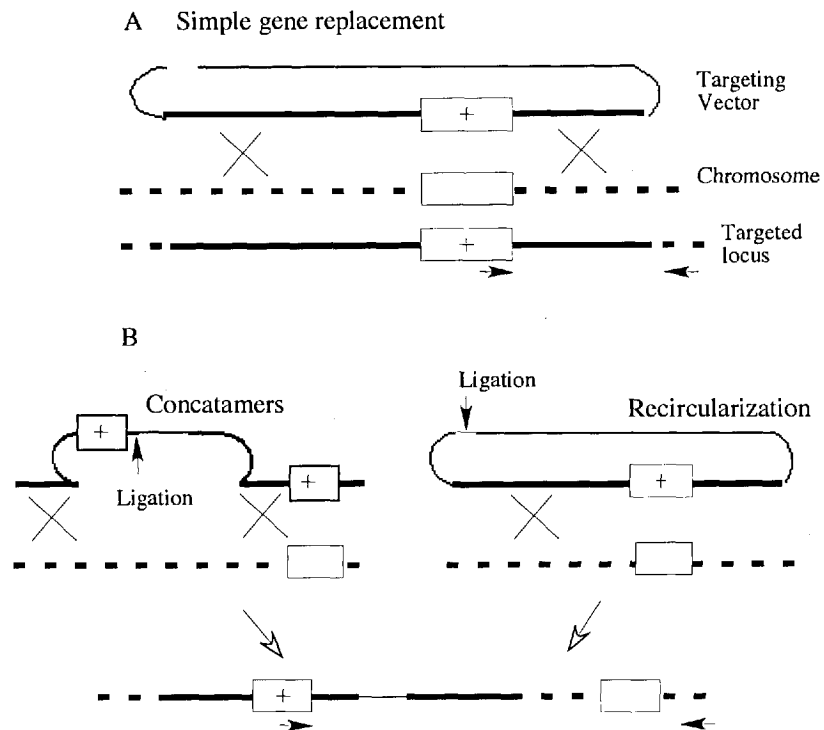 A Simple gene replacement
Targeting
Vector
+
Chromosome
Targeted
locus
+
B
Ligation
Concatamers
Recircularization
+
Ligation
+
+
+